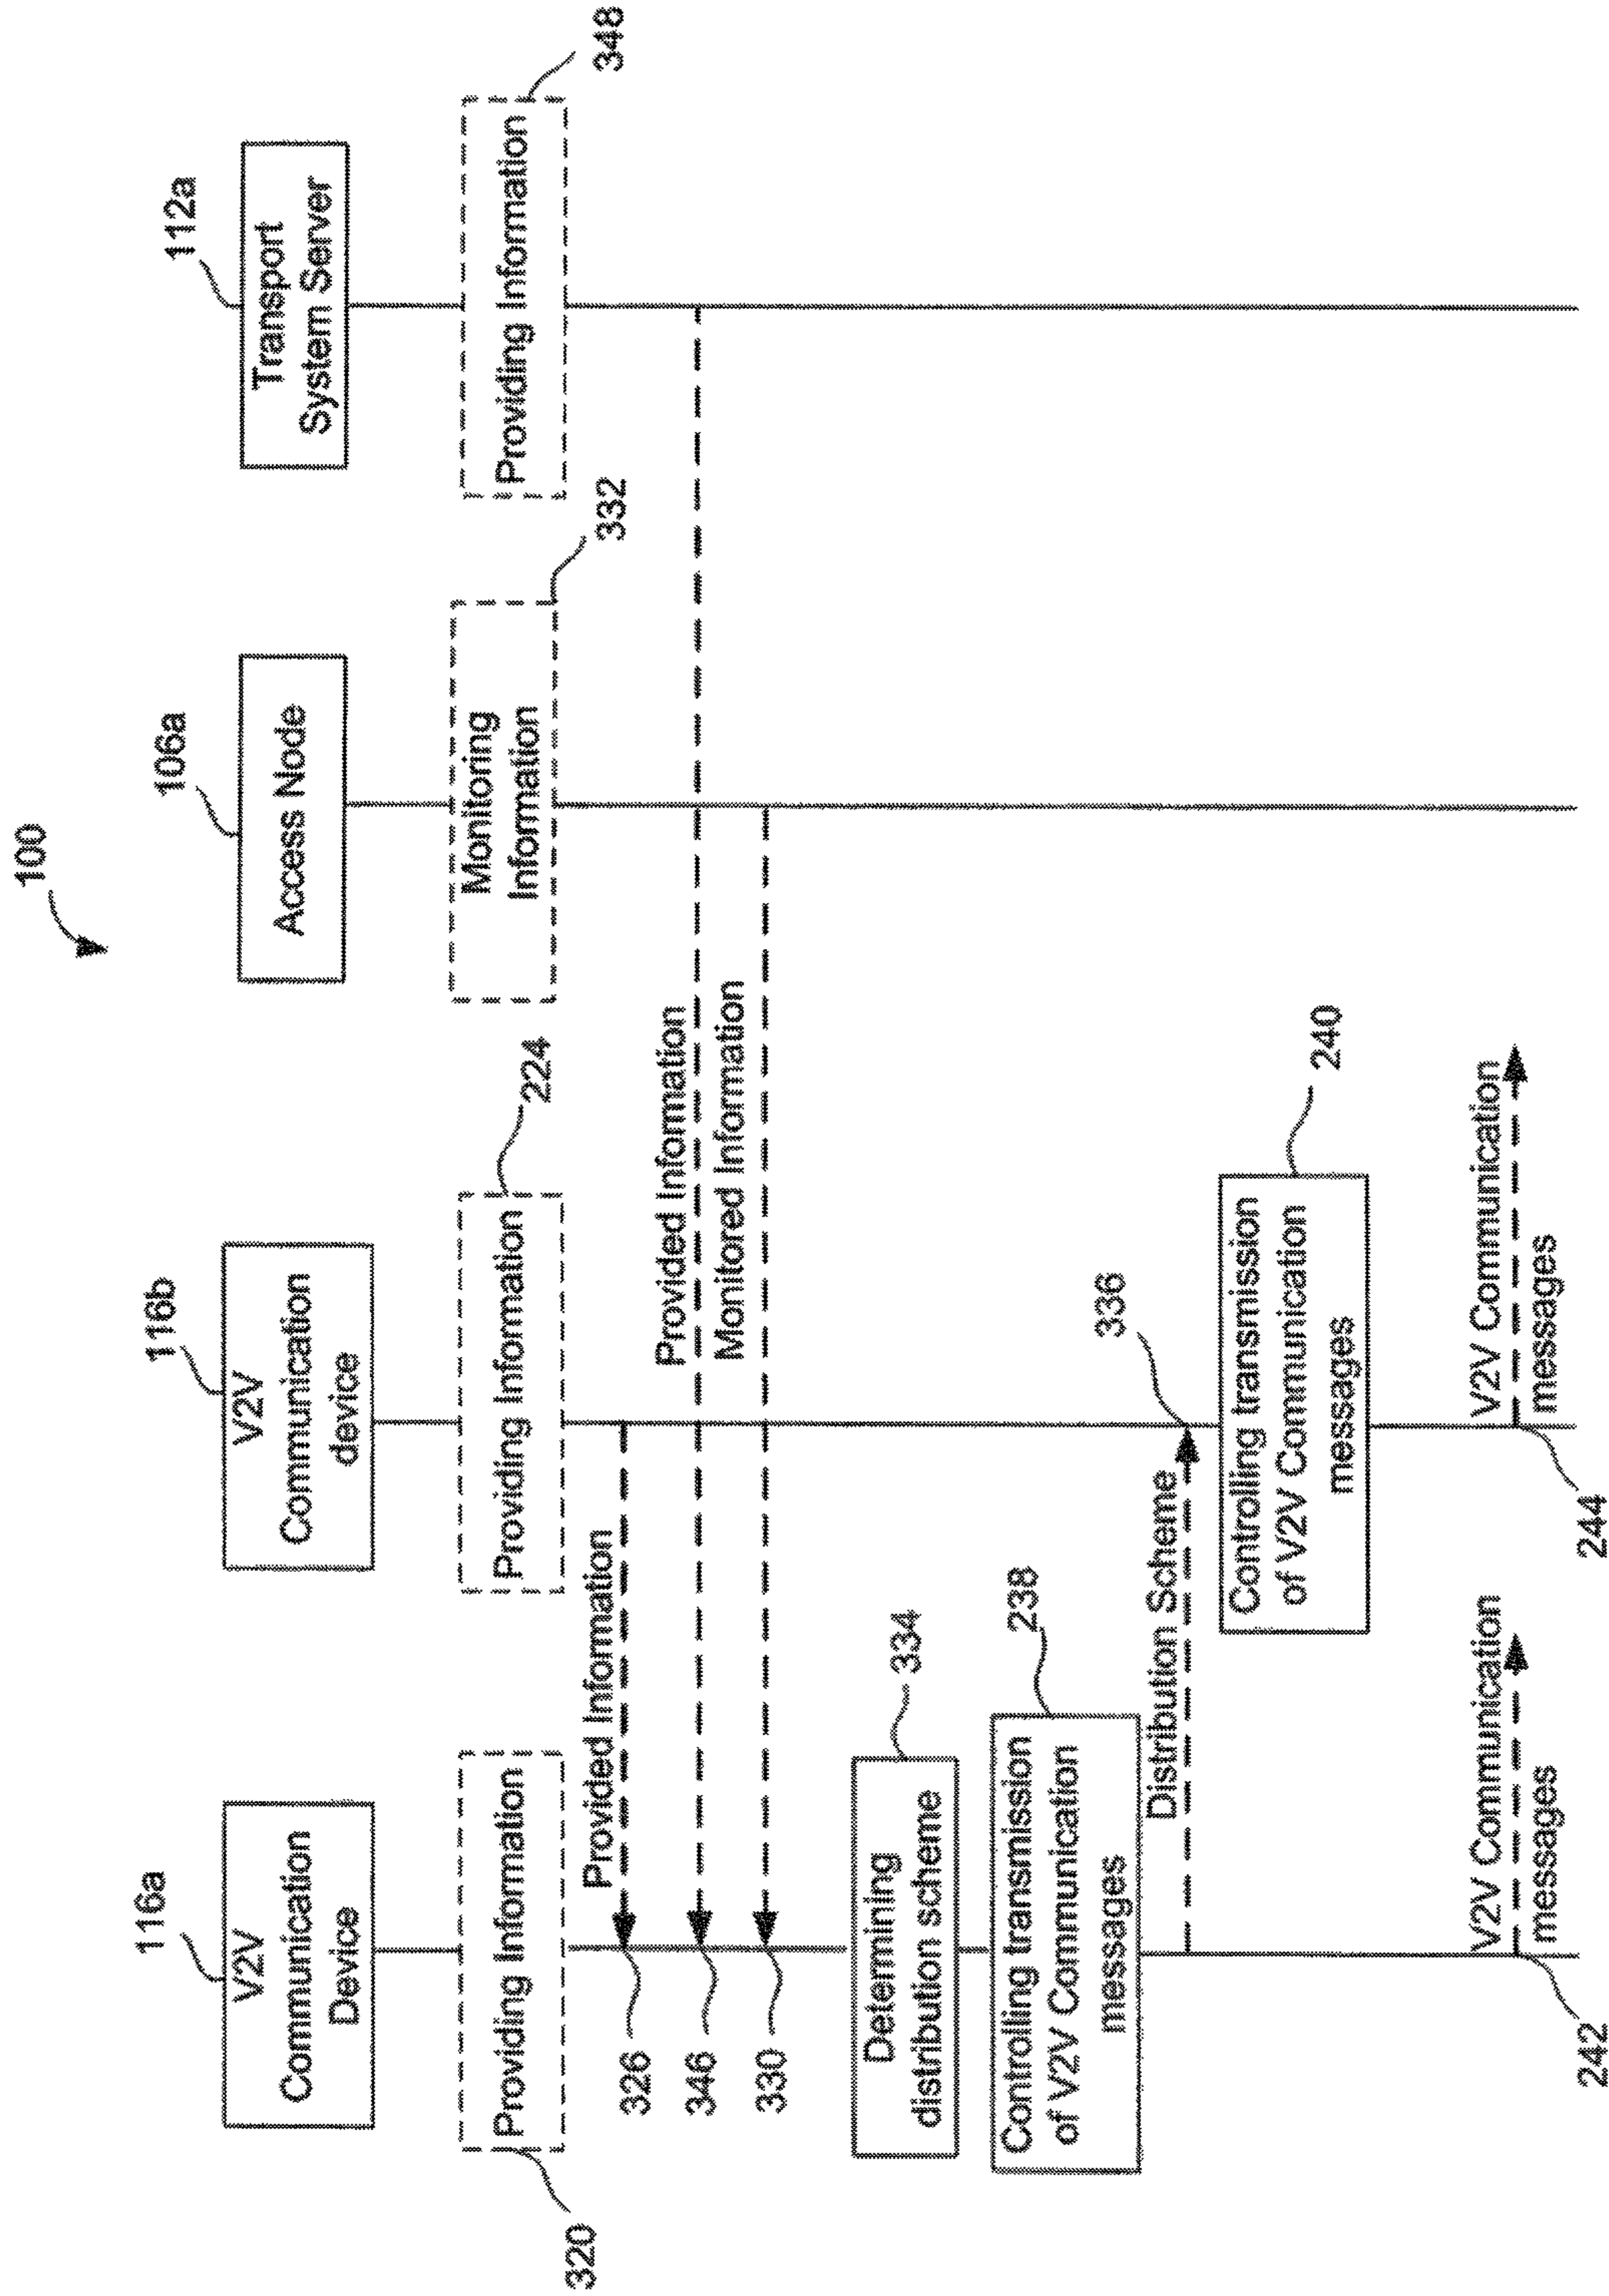 100
116a
116b
106a
112a
V2V
Communication
Device
V2V
Communication
device
Access Node
Transport
System Server
320
Providing Information
224
Providing Information
332
Monitoring
Information
348
Providing Information
Provided Information
326
Provided Information
346
Monitored Information
330
334
Determining
distribution scheme
238
Controlling transmission
of V2V Communication
messages
Distribution Scheme
336
240
Controlling transmission
of V2V Communication
messages
V2V Communication
messages
242
V2V Communication
messages
244